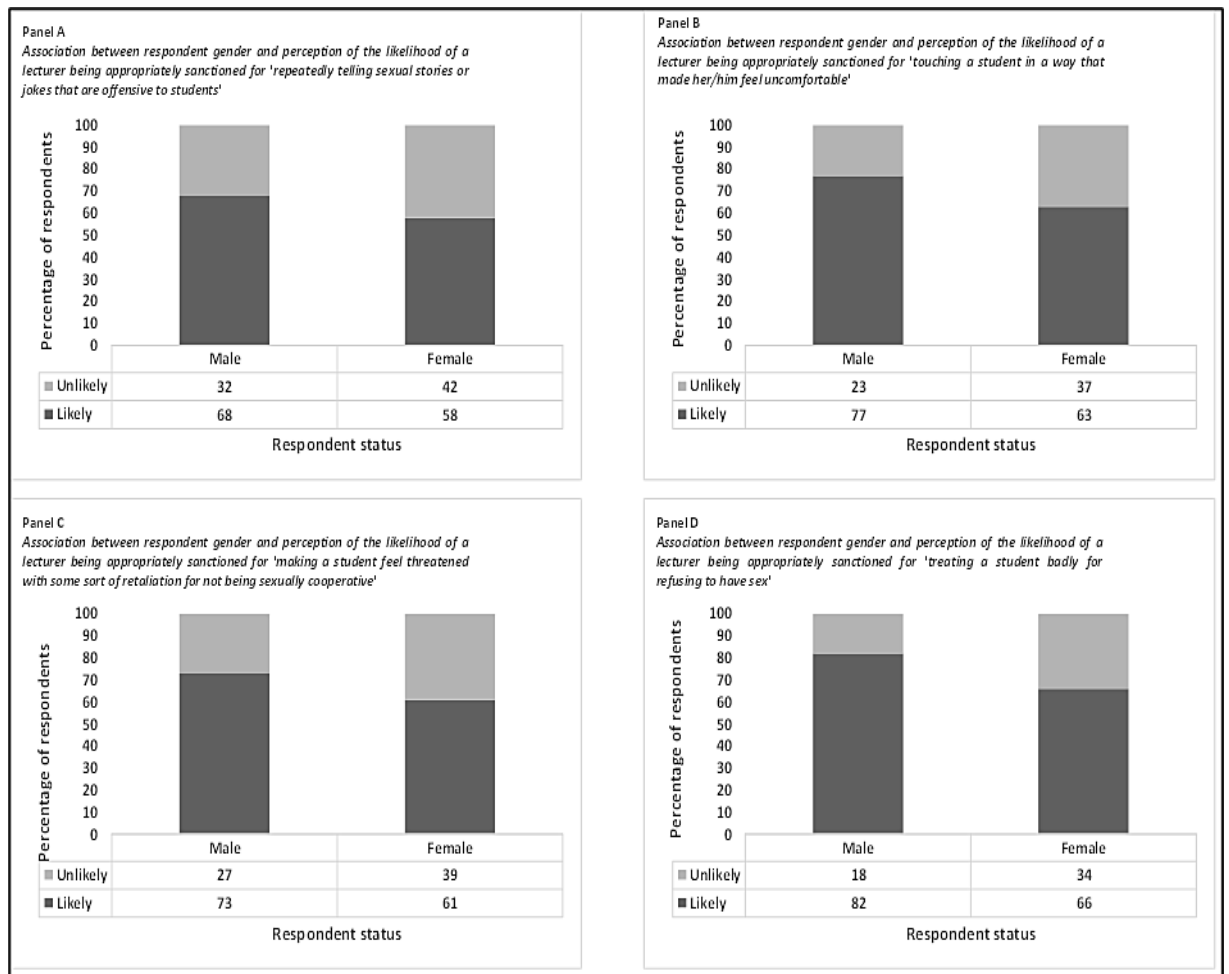 Panel A
Association between respondent gender and perception of the likelihood of a
lecturer being appropriately sanctioned for 'repeatedly telling sexual stories or
jokes that are offensive to students'
Percentage of respondents
100
90
80
70
60
50
40
30
20
10
0
Male Female
Unlikely 32 42
Likely 68 58
Respondent status
Panel B
Association between respondent gender and perception of the likelihood of a
lecturer being appropriately sanctioned for 'touching a student in a way that
made her/him feel uncomfortable'
Percentage of respondents
100
90
80
70
60
50
40
30
20
10
0
Male Female
Unlikely 23 37
Likely 77 63
Respondent status
Panel C
Association between respondent gender and perception of the likelihood of a
lecturer being appropriately sanctioned for 'making a student feel threatened
with some sort of retaliation for not being sexually cooperative'
Percentage of respondents
100
90
80
70
60
50
40
30
20
10
0
Male Female
Unlikely 27 39
Likely 73 61
Respondent status
Panel D
Association between respondent gender and perception of the likelihood of a
lecturer being appropriately sanctioned for 'treating a student badly for
refusing to have sex'
Percentage of respondents
100
90
80
70
60
50
40
30
20
10
0
Male Female
Unlikely 18 34
Likely 82 66
Respondent status